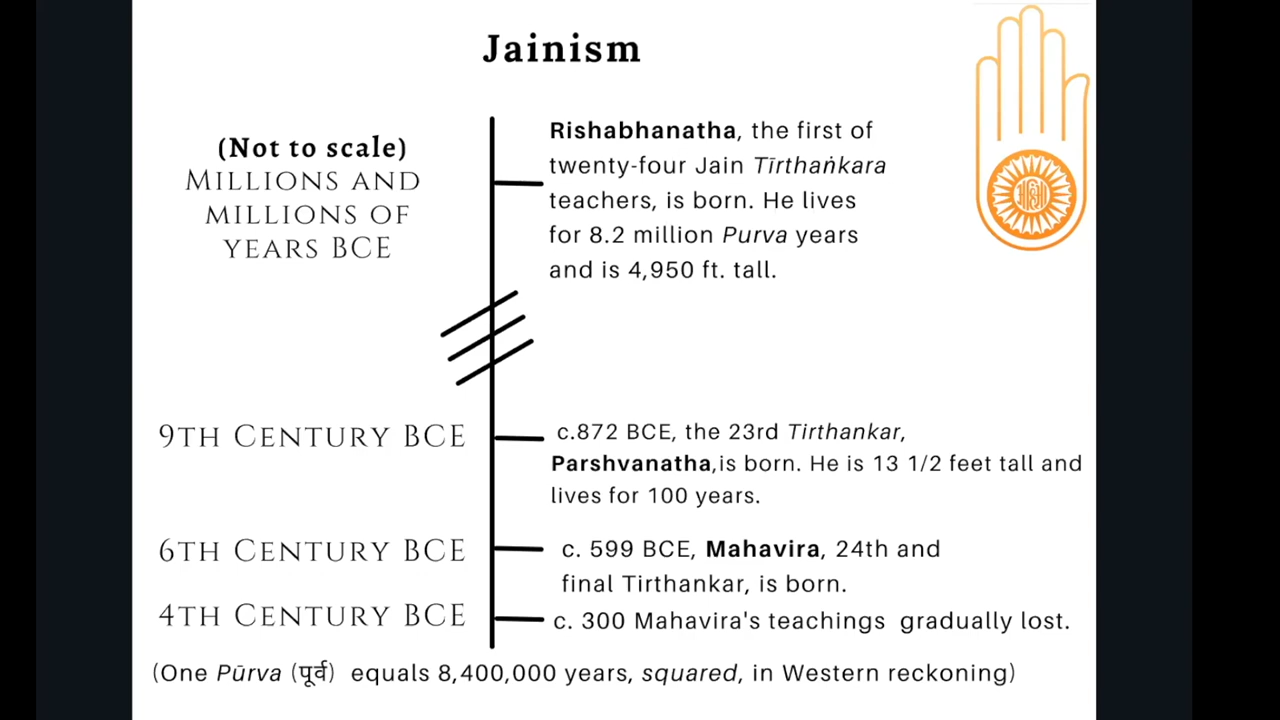 Jainism
(Not to scale)
MILLIONS AND
MILLIONS OF
YEARS BCE
Rishabhanatha, the first of
twenty-four Jain Tīrthaṅkara
teachers, is born. He lives
for 8.2 million Purva years
and is 4,950 ft. tall.
9TH CENTURY BCE
c.872 BCE, the 23rd Tirthankar,
Parshvanatha,is born. He is 13 1/2 feet tall and
lives for 100 years.
6TH CENTURY BCE
c. 599 BCE, Mahavira, 24th and
final Tirthankar, is born.
4TH CENTURY BCE
c. 300 Mahavira's teachings gradually lost.
(One Pūrva (पूर्व) equals 8,400,000 years, squared, in Western reckoning)